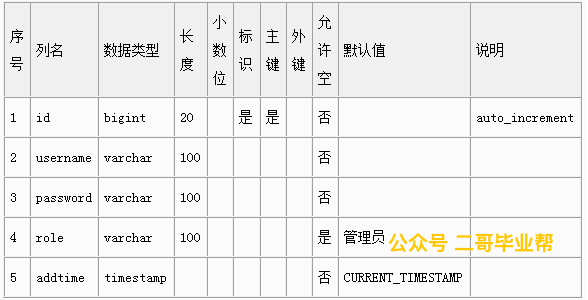 序号 列名 数据类型 长度 小数位 标识 主键 外键 允许空 默认值 说明
1 id bigint 20 是 是 否 auto_increment
2 username varchar 100 否
3 password varchar 100 否
4 role varchar 100 是 管理员
公众号 二哥毕业帮
5 addtime timestamp 否 CURRENT_TIMESTAMP